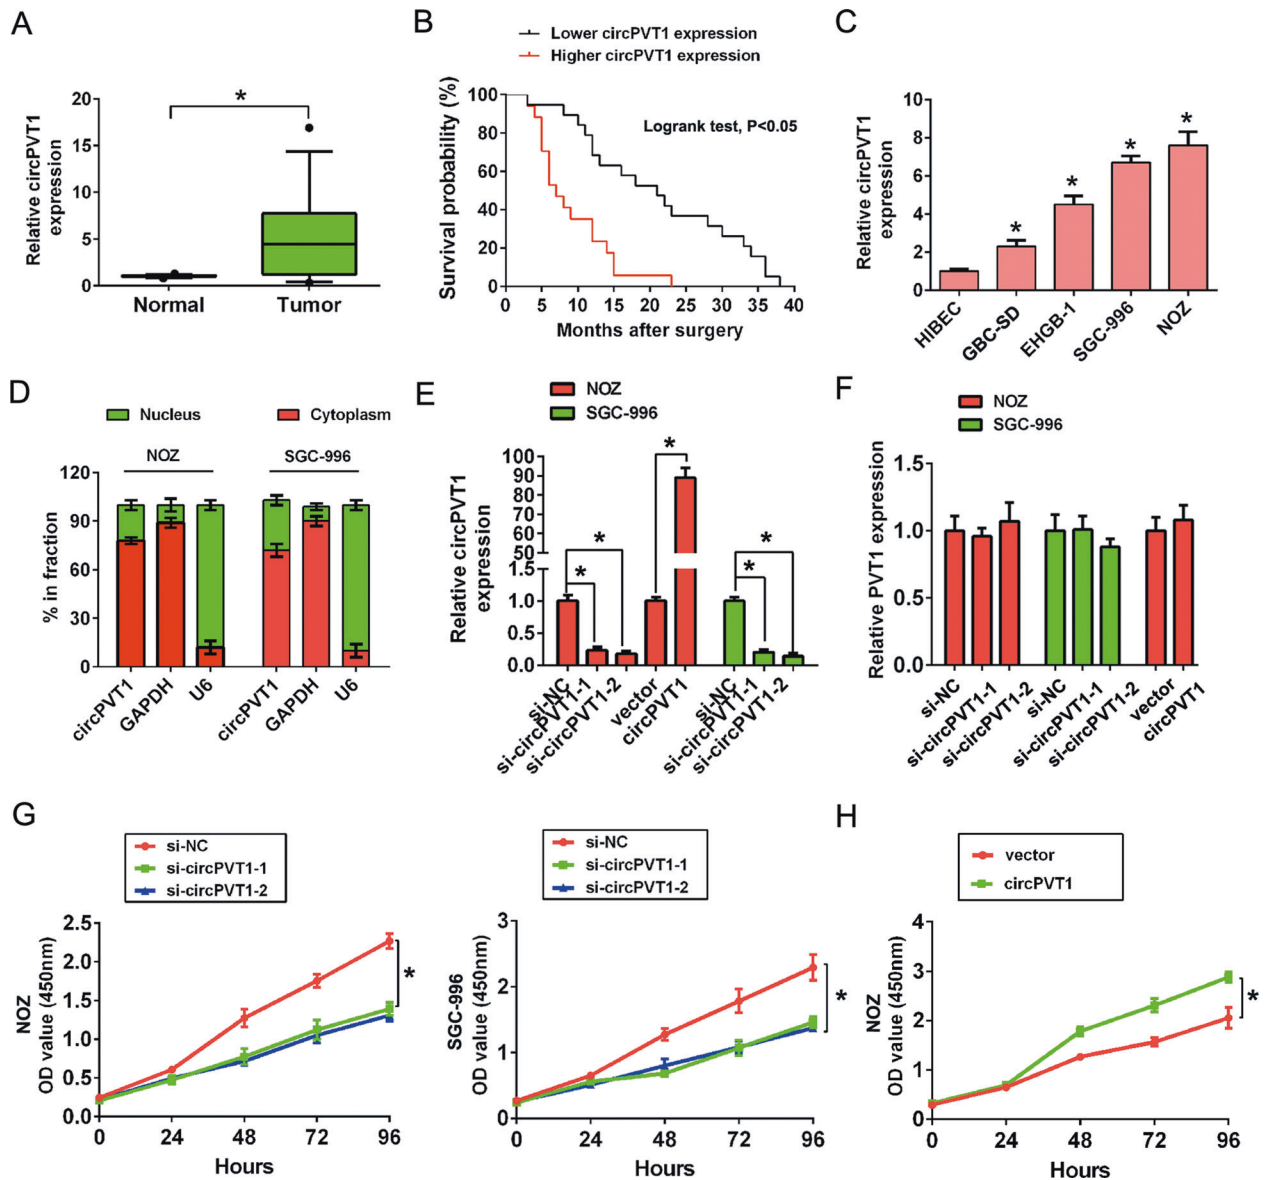 A
Relative circPVT1
expression
20
15
10
5
0
*
Normal
Tumor
B
Lower circPVT1 expression
Higher circPVT1 expression
Survival probability (%)
100
80
60
40
20
0
Logrank test, P<0.05
0 5 10 15 20 25 30 35 40
Months after surgery
C
Relative circPVT1
expression
10
8
6
4
2
0
* * * *
HIBEC
GBC-SD
EHGB-1
SGC-996
NOZ
D
Nucleus
Cytoplasm
NOZ
SGC-996
% in fraction
120
90
60
30
0
circPVT1
GAPDH
U6
circPVT1
GAPDH
U6
E
NOZ
SGC-996
Relative circPVT1
expression
100
90
80
70
60
50
1.5
1.0
0.5
0.0
* * * * *
si-NC
si-circPVT1-1
si-circPVT1-2
vector
circPVT1
si-NC
si-circPVT1-1
si-circPVT1-2
F
NOZ
SGC-996
Relative PVT1 expression
1.5
1.0
0.5
0.0
si-NC
si-circPVT1-1
si-circPVT1-2
si-NC
si-circPVT1-1
si-circPVT1-2
vector
circPVT1
G
si-NC
si-circPVT1-1
si-circPVT1-2
NOZ
OD value (450nm)
2.5
2.0
1.5
1.0
0.5
0.0
*
0 24 48 72 96
Hours
si-NC
si-circPVT1-1
si-circPVT1-2
SGC-996
OD value (450nm)
3
2
1
0
*
0 24 48 72 96
Hours
H
vector
circPVT1
NOZ
OD value (450nm)
4
3
2
1
0
*
0 24 48 72 96
Hours